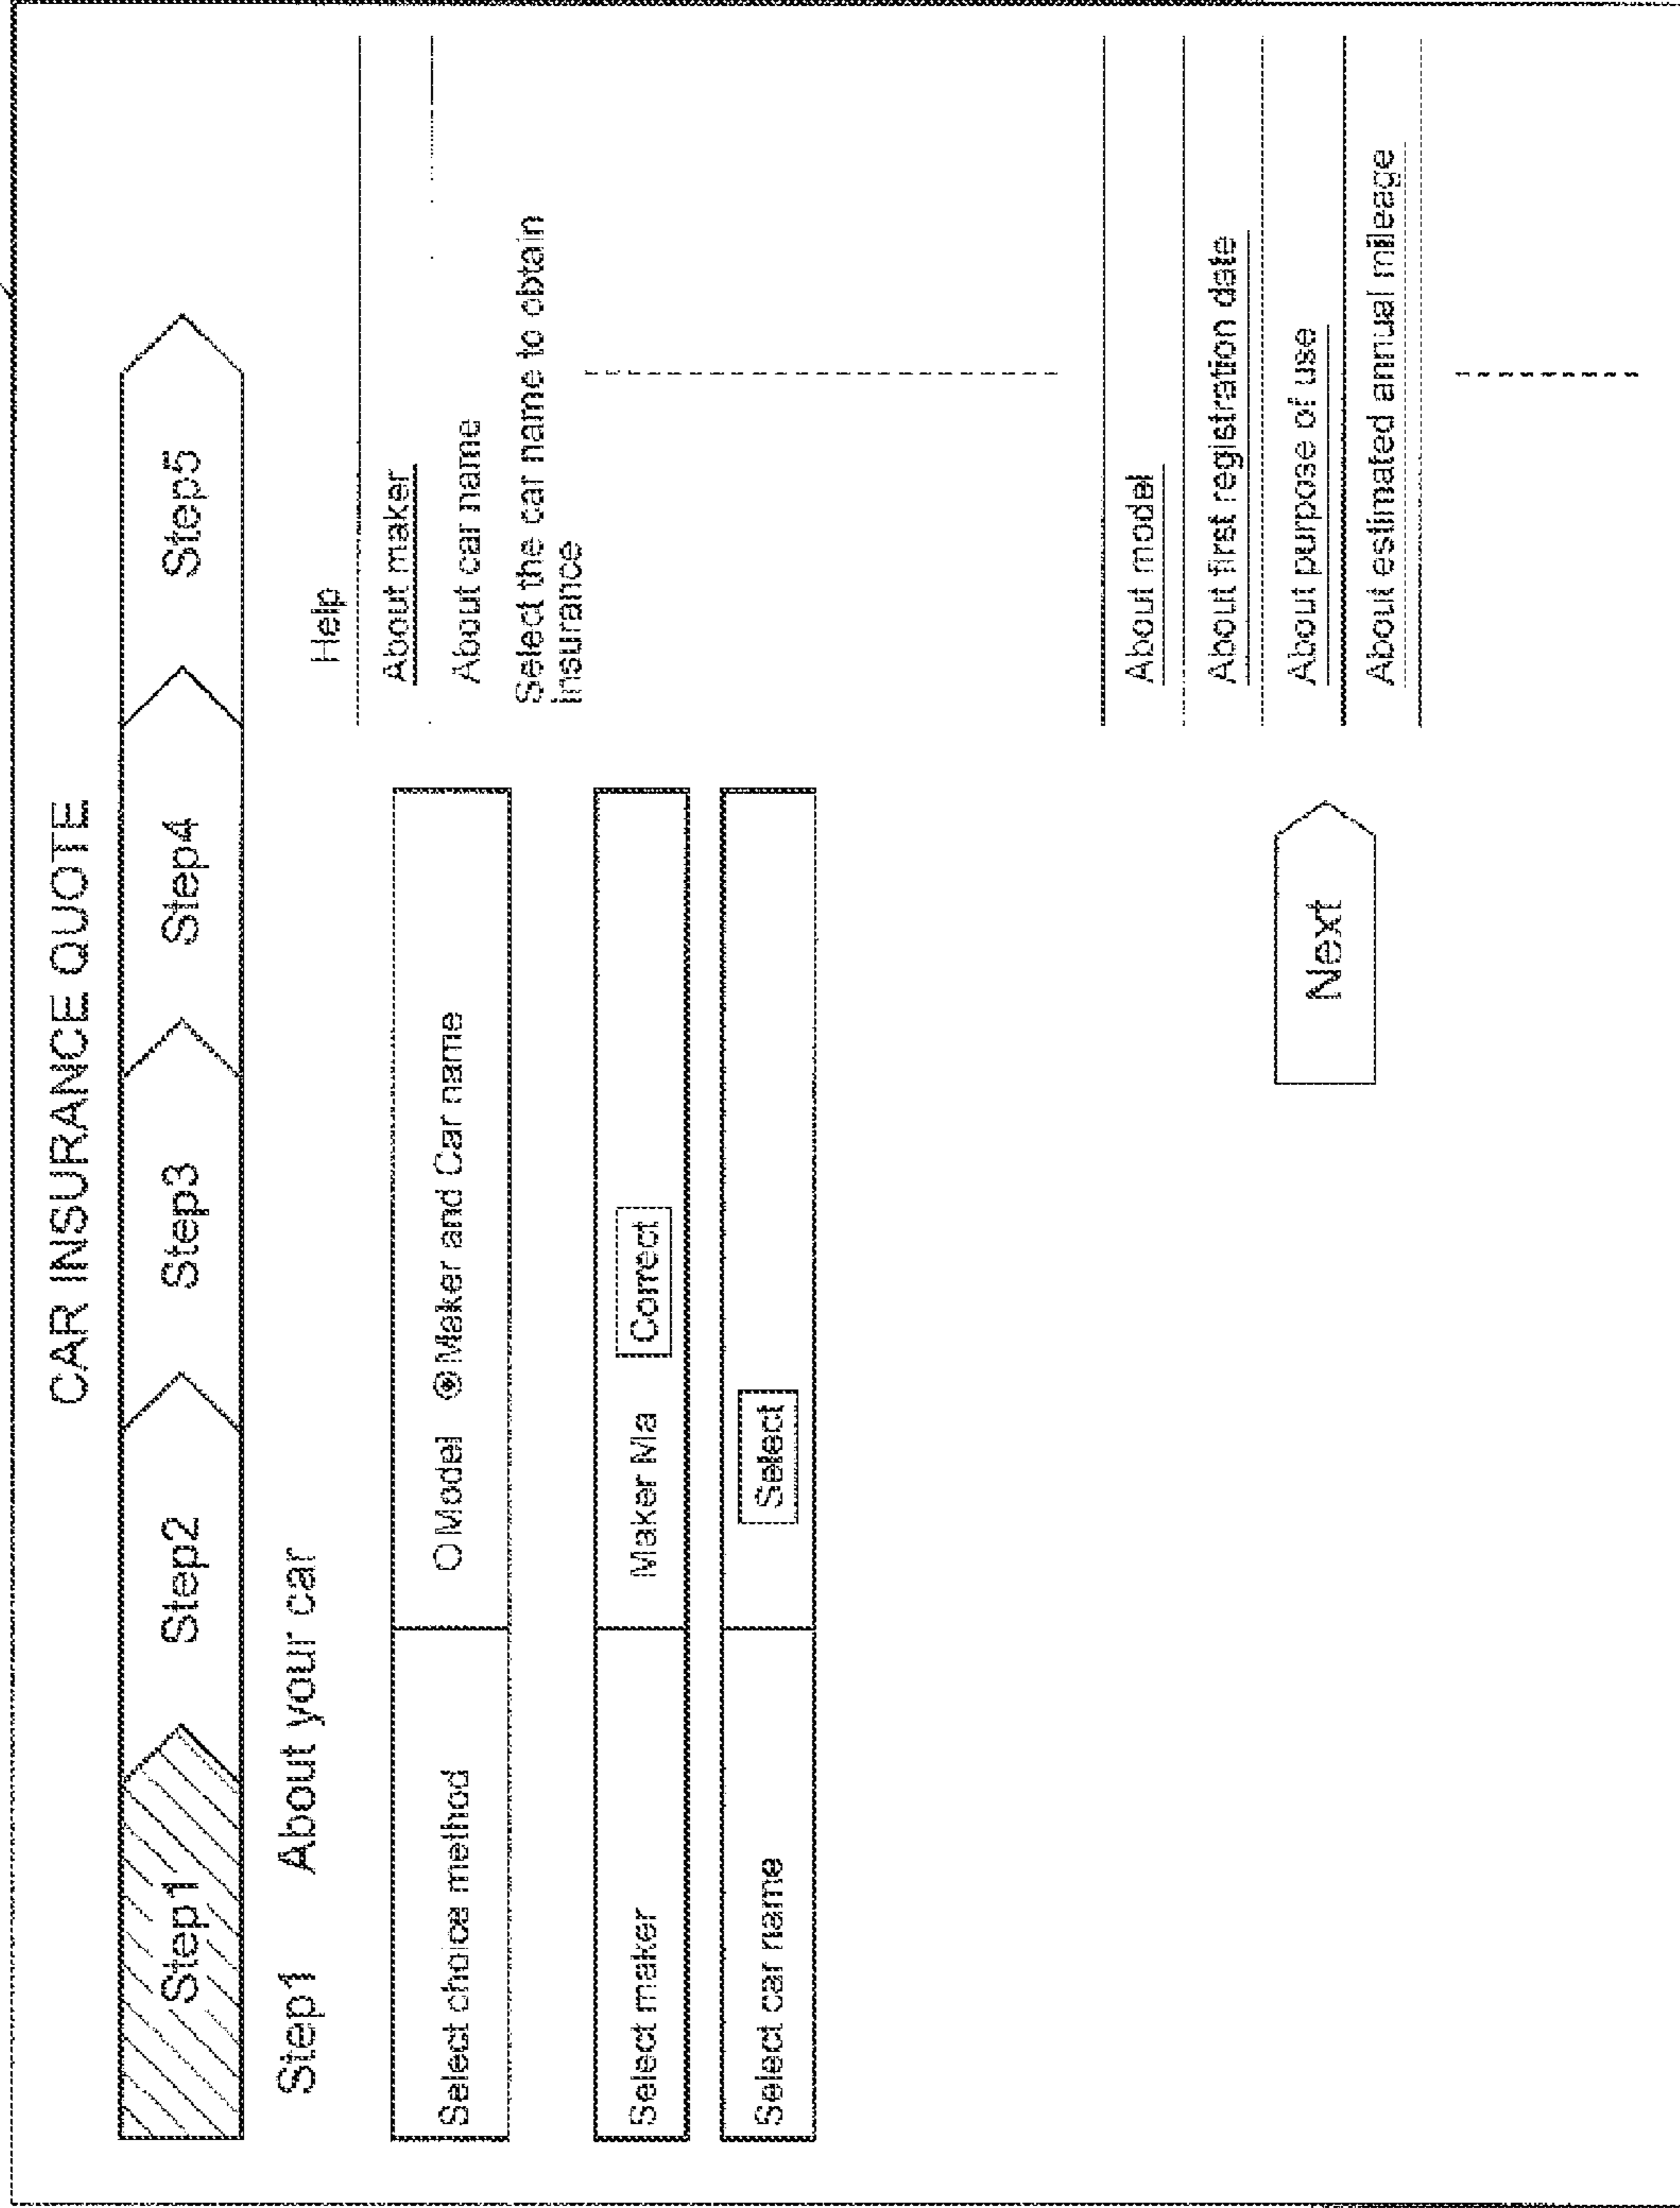 CAR INSURANCE QUOTE
Step1 Step2 Step3 Step4 Step5
Step1 About your car
Select choice method Model Maker and Car name
Select maker Maker Ma Correct
Select car name Select
Next
Help
About maker
About car name
Select the car name to obtain
insurance
About model
About first registration date
About purpose of use
About estimated annual mileage